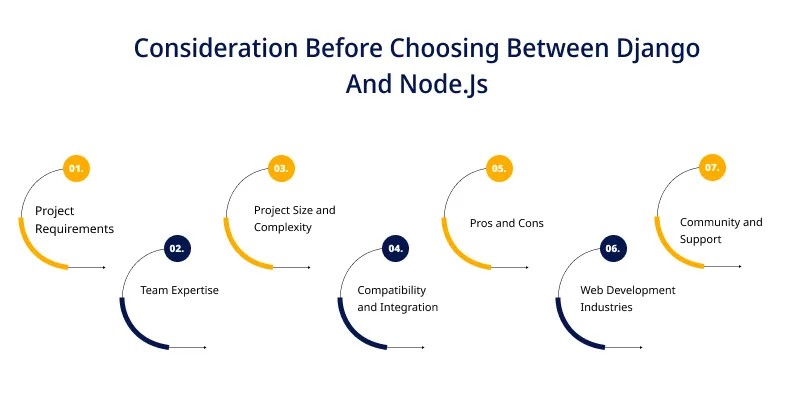 Consideration Before Choosing Between Django
And Node.Js
01.
Project
Requirements
02.
Team Expertise
03.
Project Size and
Complexity
04.
Compatibility
and Integration
05.
Pros and Cons
06.
Web Development
Industries
07.
Community and
Support